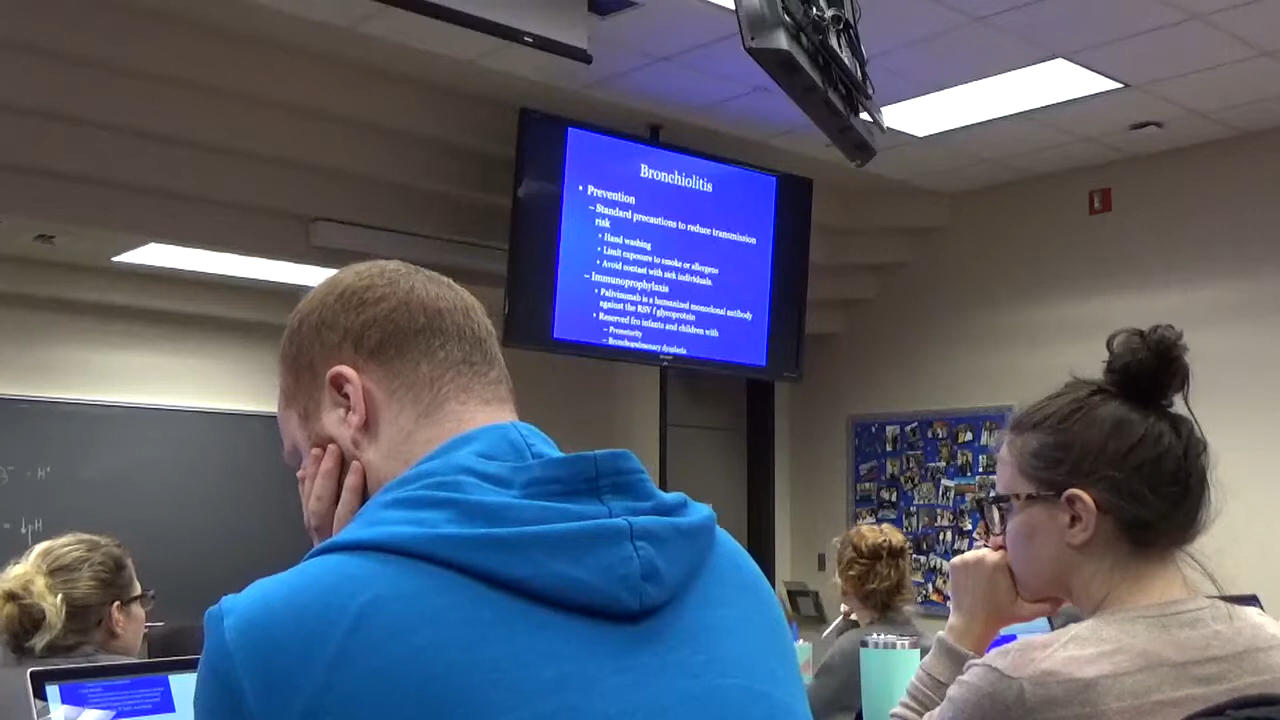 Bronchiolitis
• Prevention
– Standard precautions to reduce transmission
risk
• Hand washing
• Limit exposure to smoke or allergens
• Avoid contact with sick individuals.
– Immunoprophylaxis
• Palivizumab is a humanized monoclonal antibody
against the RSV f glycoprotein
• Reserved fro infants and children with
– Prematurity
– Bronchopulmonary dysplasia
= ↓pH